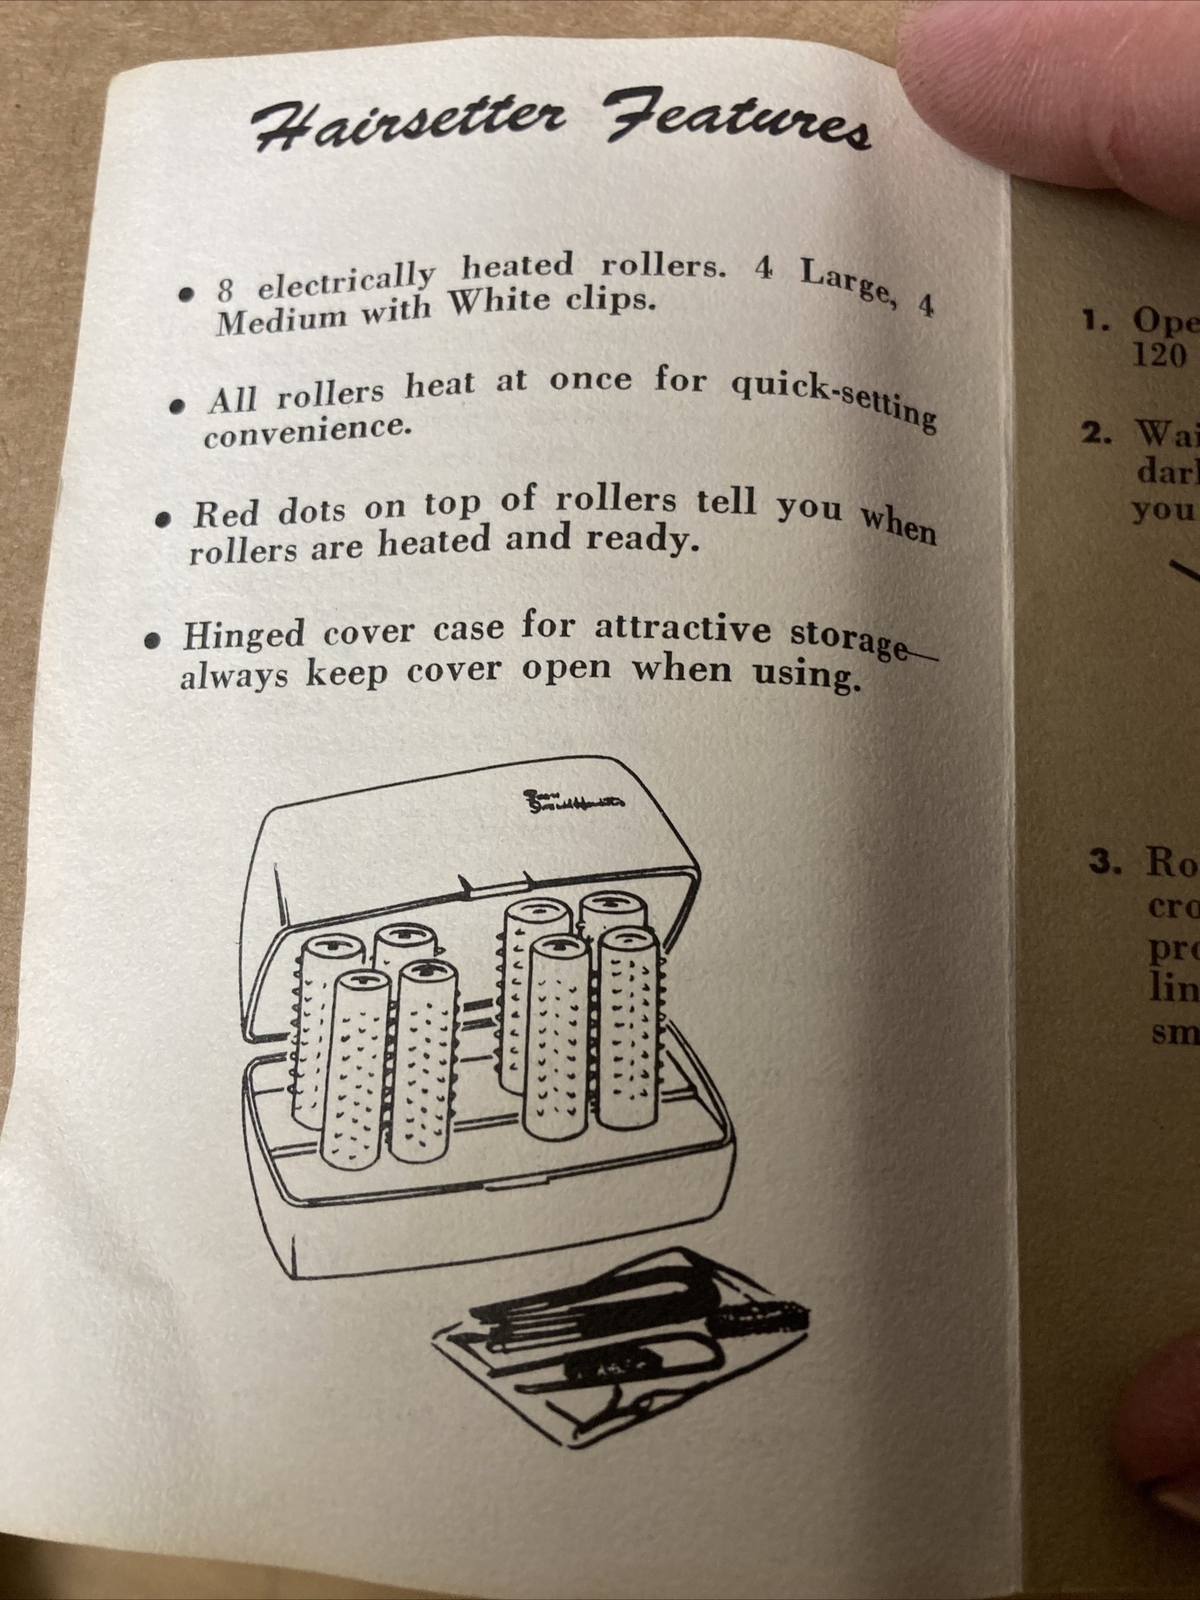 Hairsetter Features
• 8 electrically heated rollers. 4 Large, 4
Medium with White clips.
• All rollers heat at once for quick-setting
convenience.
• Red dots on top of rollers tell you when
rollers are heated and ready.
• Hinged cover case for attractive storage—
always keep cover open when using.
1. Ope
120
2. Wai
dar
you
3. Ro
cro
pro
lin
sm